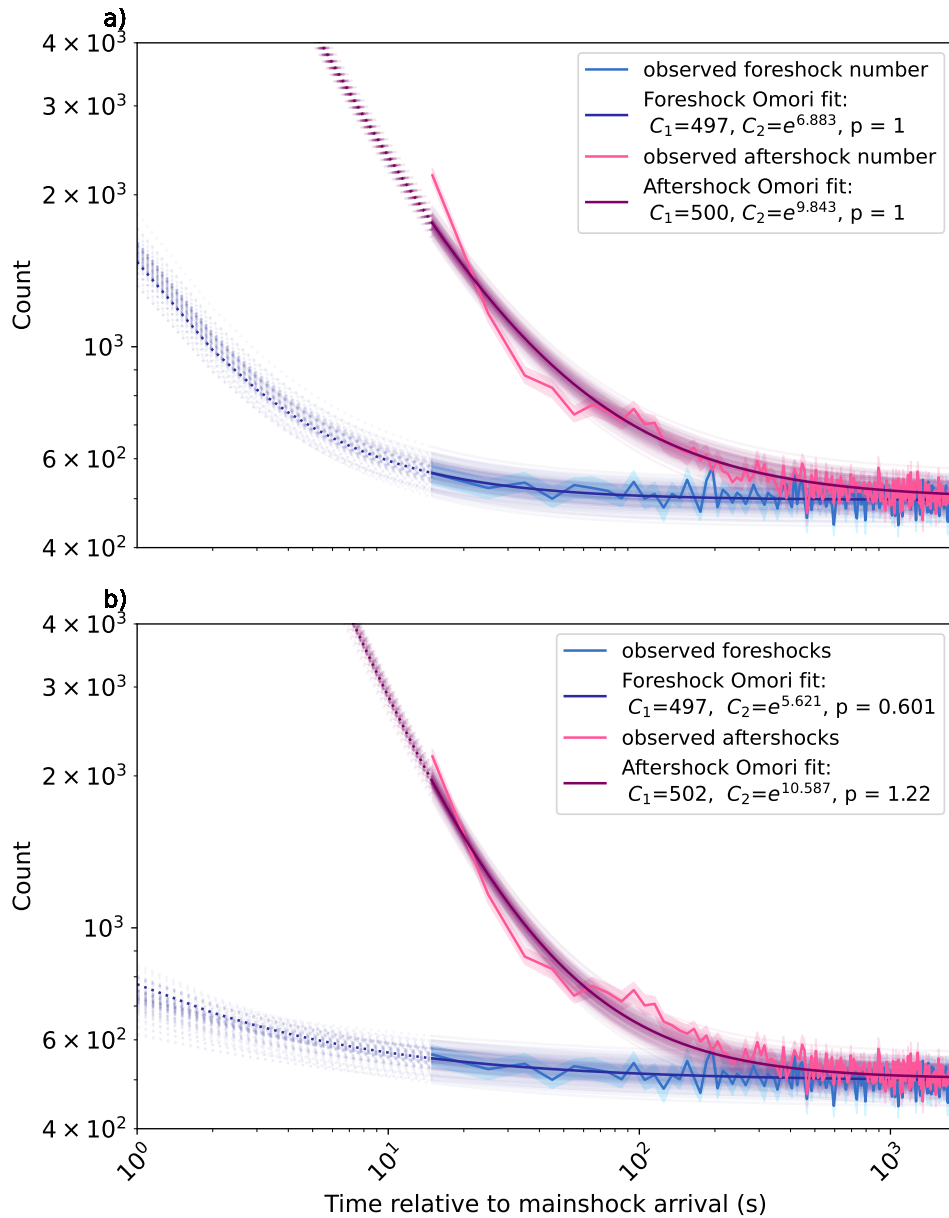 a)
4 × 10³
3 × 10³
2 × 10³
10³
6 × 10²
4 × 10²
Count
observed foreshock number
Foreshock Omori fit:
C₁=497, C₂=e^6.883, p = 1
observed aftershock number
Aftershock Omori fit:
C₁=500, C₂=e^9.843, p = 1
b)
4 × 10³
3 × 10³
2 × 10³
10³
6 × 10²
4 × 10²
Count
observed foreshocks
Foreshock Omori fit:
C₁=497, C₂=e^5.621, p = 0.601
observed aftershocks
Aftershock Omori fit:
C₁=502, C₂=e^10.587, p = 1.22
10⁰
10¹
10²
10³
Time relative to mainshock arrival (s)